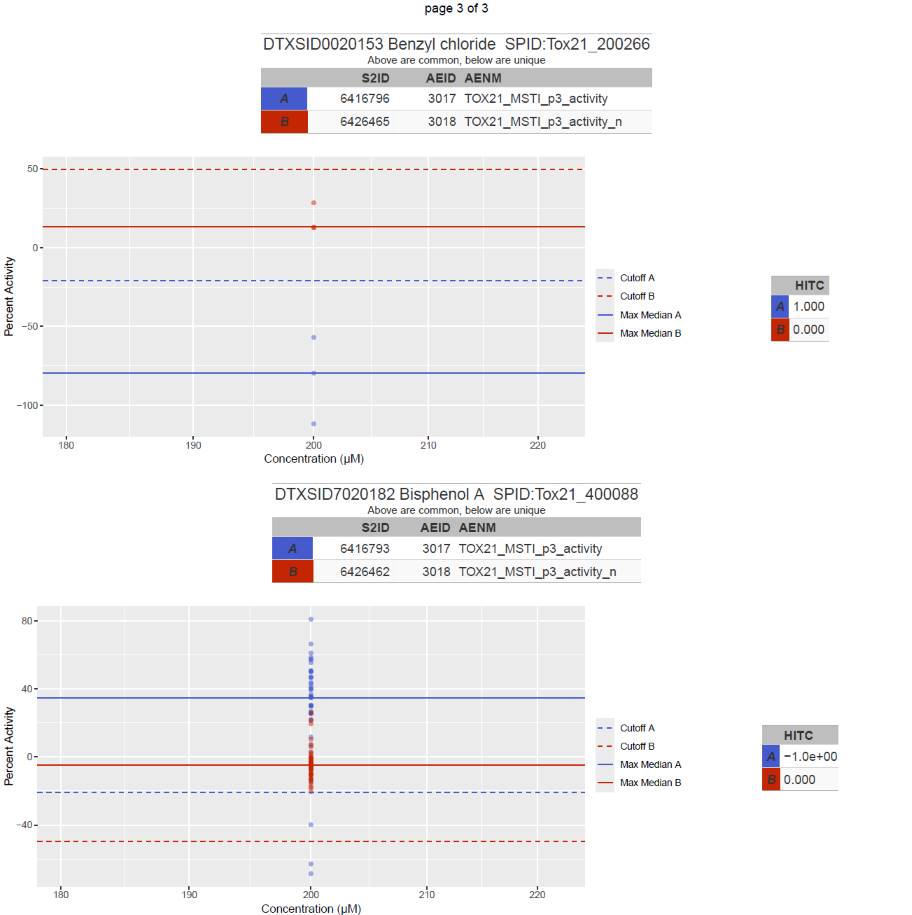 page 3 of 3
DTXSID0020153 Benzyl chloride SPID:Tox21_200266
Above are common, below are unique
S2ID AEID AENM
A 6416796 3017 TOX21_MSTI_p3_activity
B 6426465 3018 TOX21_MSTI_p3_activity_n
50
0
−50
−100
Percent Activity
180 190 200 210 220
Concentration (µM)
Cutoff A
Cutoff B
Max Median A
Max Median B
HITC
A 1.000
B 0.000
DTXSID7020182 Bisphenol A SPID:Tox21_400088
Above are common, below are unique
S2ID AEID AENM
A 6416793 3017 TOX21_MSTI_p3_activity
B 6426462 3018 TOX21_MSTI_p3_activity_n
80
40
0
−40
Percent Activity
180 190 200 210 220
Concentration (µM)
Cutoff A
Cutoff B
Max Median A
Max Median B
HITC
A −1.0e+00
B 0.000